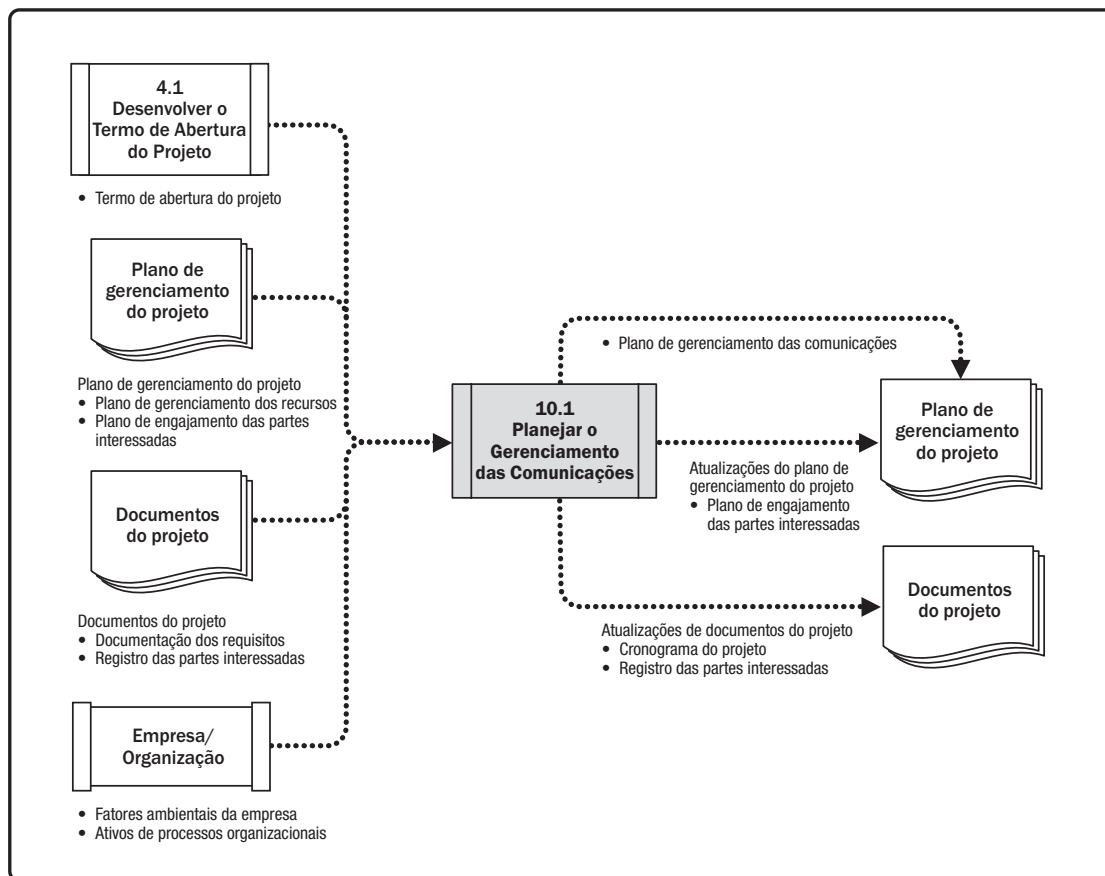 4.1
Desenvolver o
Termo de Abertura
do Projeto
• Termo de abertura do projeto
Plano de
gerenciamento
do projeto
Plano de gerenciamento do projeto
• Plano de gerenciamento dos recursos
• Plano de engajamento das partes
interessadas
Documentos
do projeto
Documentos do projeto
• Documentação dos requisitos
• Registro das partes interessadas
Empresa/
Organização
• Fatores ambientais da empresa
• Ativos de processos organizacionais
10.1
Planejar o
Gerenciamento
das Comunicações
• Plano de gerenciamento das comunicações
Plano de
gerenciamento
do projeto
Atualizações do plano de
gerenciamento do projeto
• Plano de engajamento
das partes interessadas
Documentos
do projeto
Atualizações de documentos do projeto
• Cronograma do projeto
• Registro das partes interessadas